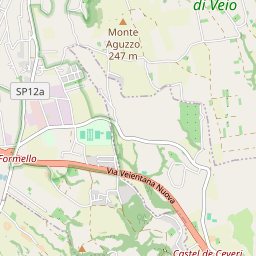 di Veio
Monte
Aguzzo
247 m
SP12a
Formello
Via Veientana Nuova
Castel de Ceveri